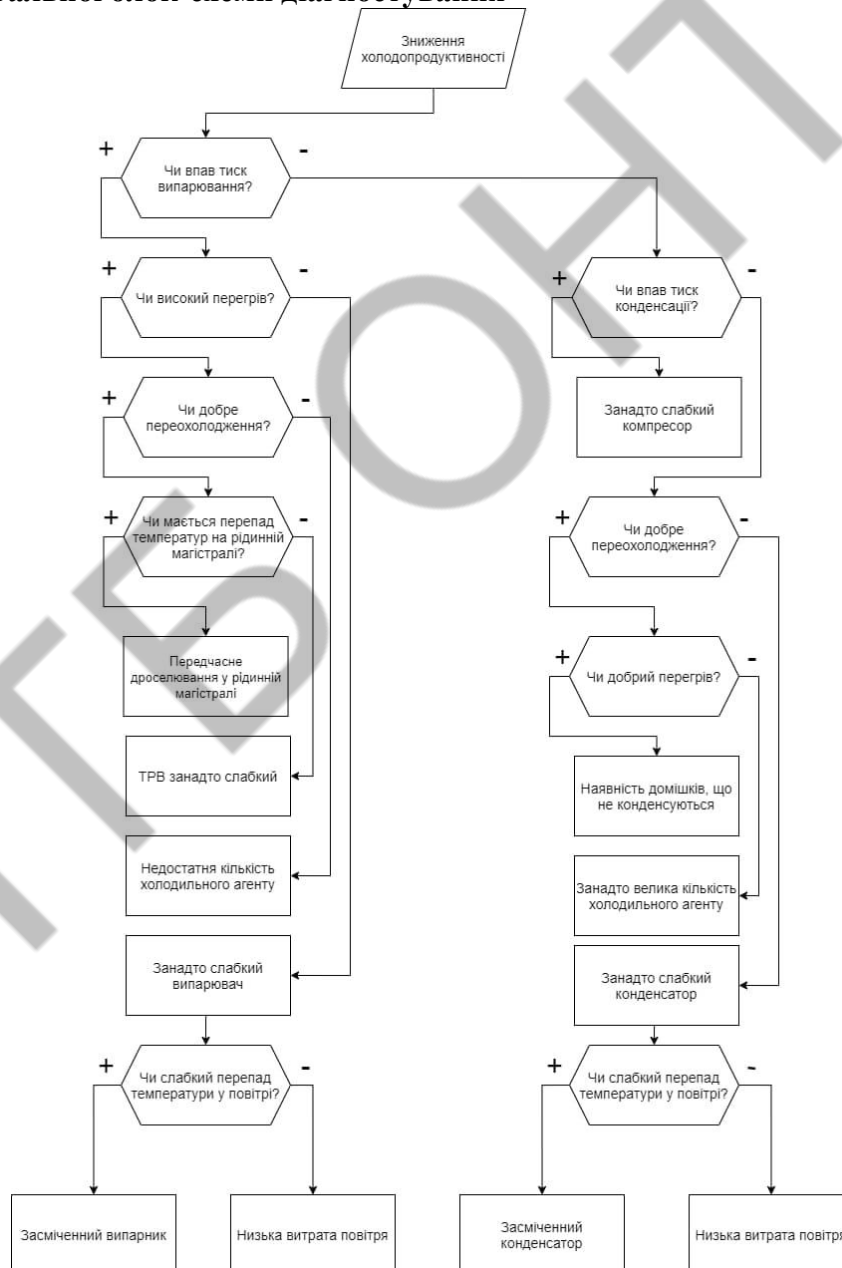 Зниження
холодопродуктивності
+
-
Чи впав тиск
випарювання?
+
-
Чи високий перегрів?
+
-
Чи впав тиск
конденсації?
+
-
Чи добре
переохолодження?
Занадто слабкий
компресор
+
-
Чи мається перепад
температур на рідинній
магістралі?
+
-
Чи добре
переохолодження?
Передчасне
дроселювання у рідинній
магістралі
+
-
Чи добрий перегрів?
ТРВ занадто слабкий
Наявність домішків, що
не конденсуються
Недостатня кількість
холодильного агенту
Занадто велика кількість
холодильного агенту
Занадто слабкий
випарювач
Занадто слабкий
конденсатор
+
-
Чи слабкий перепад
температури у повітрі?
+
-
Чи слабкий перепад
температури у повітрі?
Засміченний випарник
Низька витрата повітря
Засміченний
конденсатор
Низька витрата повітря